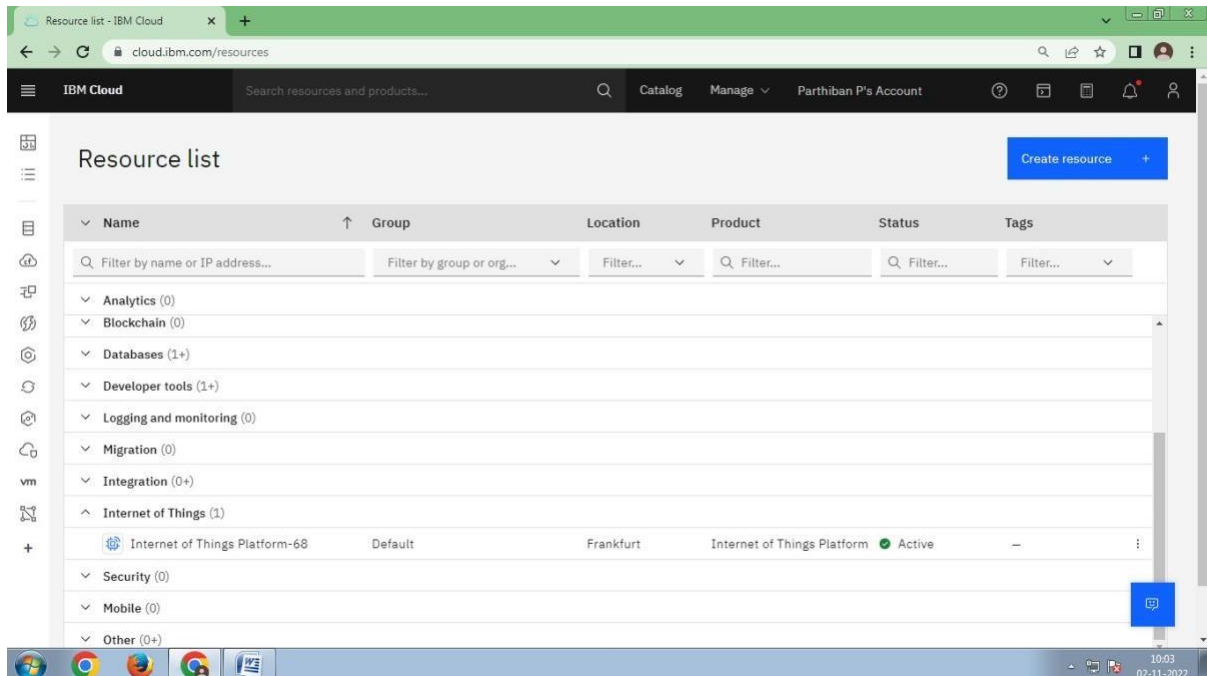 Resource list - IBM Cloud
cloud.ibm.com/resources
IBM Cloud Search resources and products... Catalog Manage Parthiban P's Account
Resource list
Create resource +
Name Group Location Product Status Tags
Filter by name or IP address... Filter by group or org... Filter... Filter... Filter... Filter...
Analytics (0)
Blockchain (0)
Databases (1+)
Developer tools (1+)
Logging and monitoring (0)
Migration (0)
vm
Integration (0+)
Internet of Things (1)
Internet of Things Platform-68 Default Frankfurt Internet of Things Platform Active –
Security (0)
Mobile (0)
Other (0+)
10:03
02-11-2022